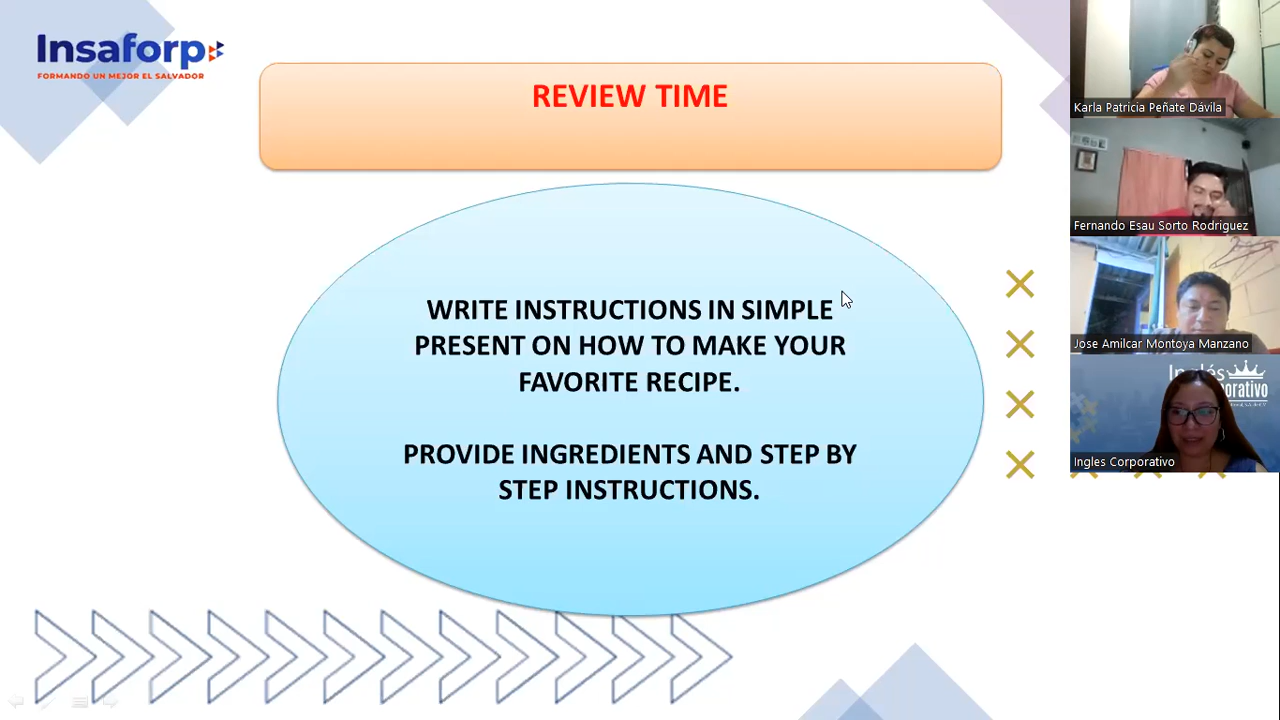 Insaforp
FORMANDO UN MEJOR EL SALVADOR
REVIEW TIME
WRITE INSTRUCTIONS IN SIMPLE
PRESENT ON HOW TO MAKE YOUR
FAVORITE RECIPE.
PROVIDE INGREDIENTS AND STEP BY
STEP INSTRUCTIONS.
Karla Patricia Peñate Dávila
Fernando Esau Sorto Rodriguez
Jose Amilcar Montoya Manzano
Ingles Corporativo